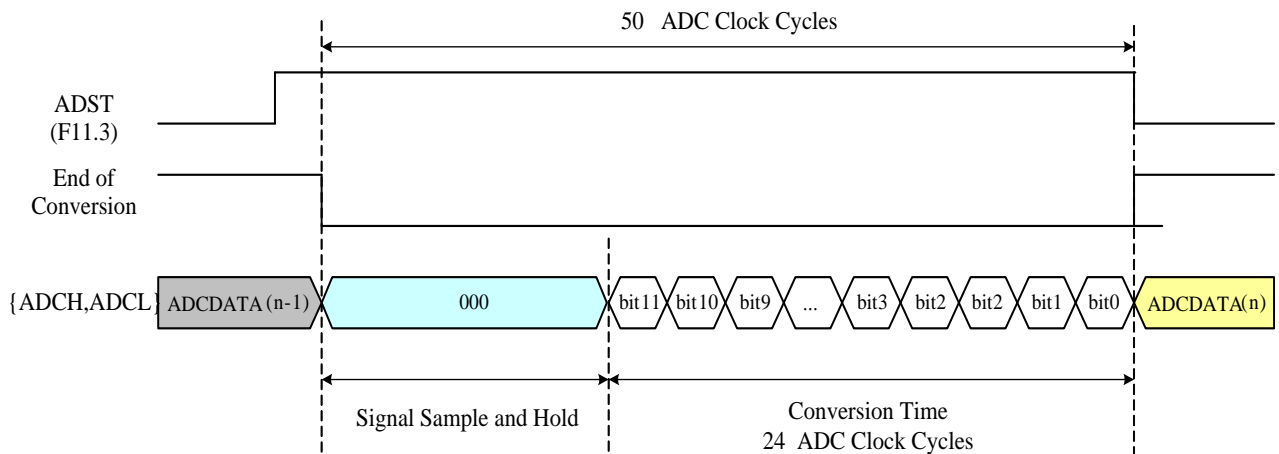 50 ADC Clock Cycles
ADST
(F11.3)
End of
Conversion
{ADCH,ADCL}
ADCDATA(n-1)
000
bit11
bit10
bit9
...
bit3
bit2
bit2
bit1
bit0
ADCDATA(n)
Signal Sample and Hold
Conversion Time
24 ADC Clock Cycles